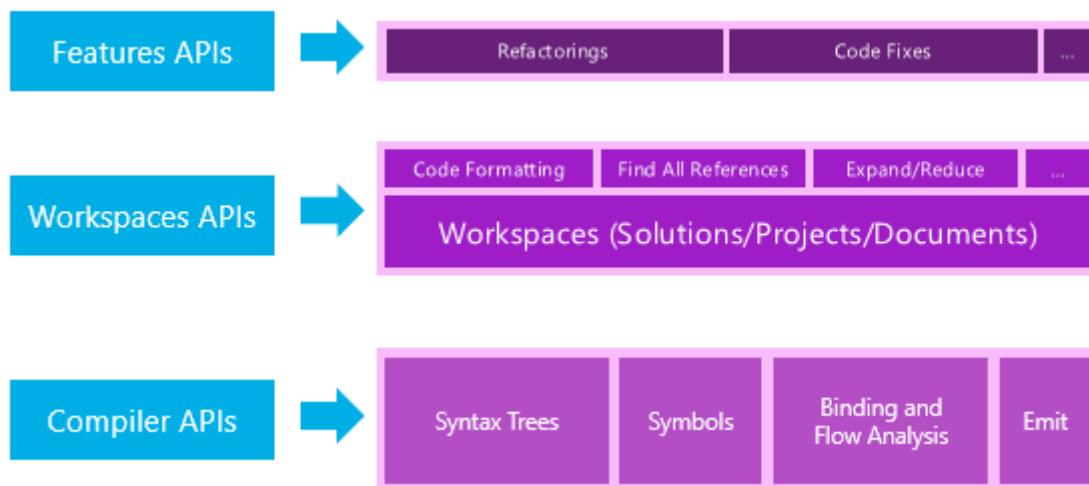 Features APIs
Refactorings
Code Fixes
...
Workspaces APIs
Code Formatting
Find All References
Expand/Reduce
...
Workspaces (Solutions/Projects/Documents)
Compiler APIs
Syntax Trees
Symbols
Binding and
Flow Analysis
Emit